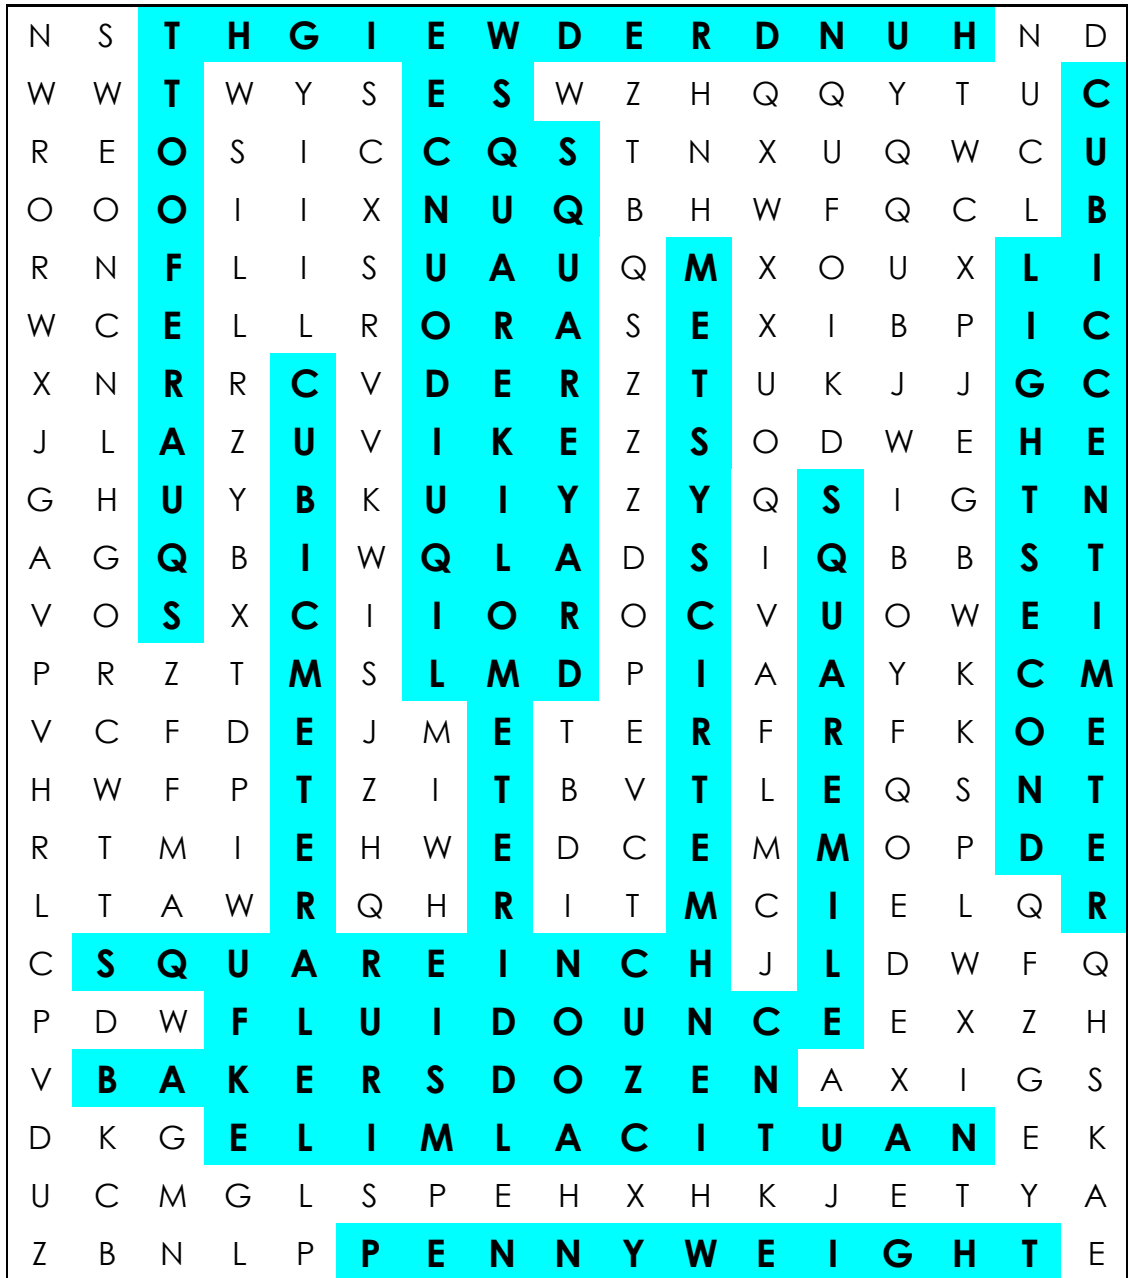 N S T H G I E W D E R D N U H N D
W W T W Y S E S W Z H Q Q Y T U C
R E O S I C C Q S T N X U Q W C U
O O O I I X N U Q B H W F Q C L B
R N F L I S U A U Q M X O U X L I
W C E L L R O R A S E X I B P I C
X N R R C V D E R Z T U K J J G C
J L A Z U V I K E Z S O D W E H E
G H U Y B K U I Y Z Y Q S I G T N
A G Q B I W Q L A D S I Q B B S T
V O S X C I I O R O C V U O W E I
P R Z T M S L M D P I A A Y K C M
V C F D E J M E T E R F R F K O E
H W F P T Z I T B V T L E Q S N T
R T M I E H W E D C E M M O P D E
L T A W R Q H R I T M C I E L Q R
C S Q U A R E I N C H J L D W F Q
P D W F L U I D O U N C E E X Z H
V B A K E R S D O Z E N A X I G S
D K G E L I M L A C I T U A N E K
U C M G L S P E H X H K J E T Y A
Z B N L P P E N N Y W E I G H T E